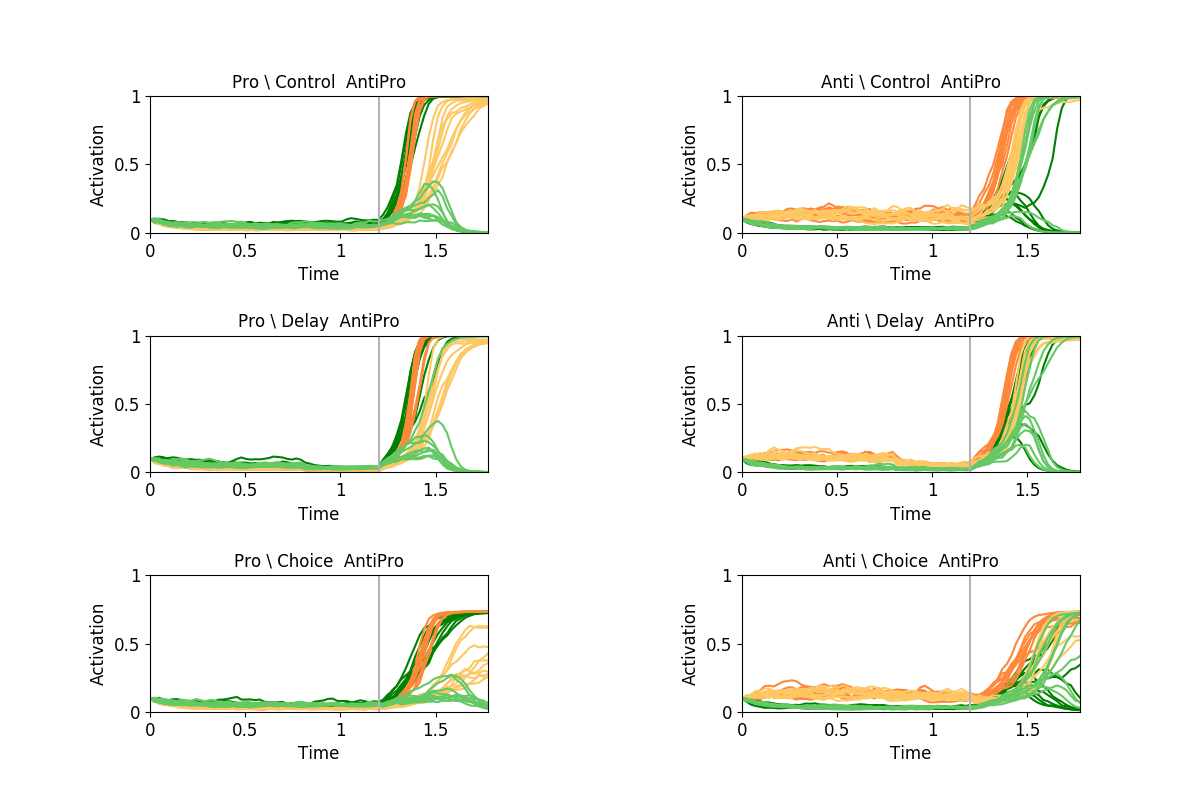 Pro \ Control  AntiPro
1
0.5
0
Activation
0
0.5
1
1.5
Time
Anti \ Control  AntiPro
1
0.5
0
Activation
0
0.5
1
1.5
Time
Pro \ Delay  AntiPro
1
0.5
0
Activation
0
0.5
1
1.5
Time
Anti \ Delay  AntiPro
1
0.5
0
Activation
0
0.5
1
1.5
Time
Pro \ Choice  AntiPro
1
0.5
0
Activation
0
0.5
1
1.5
Time
Anti \ Choice  AntiPro
1
0.5
0
Activation
0
0.5
1
1.5
Time